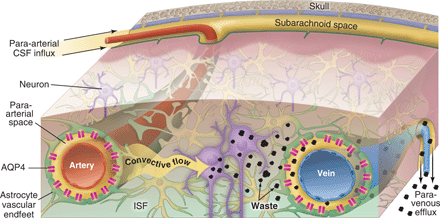 Skull
Subarachnoid space
Para-arterial
CSF influx
Neuron
Para-
arterial
space
Artery
AQP4
Convective flow
Vein
Astrocyte
vascular
endfeet
ISF
Waste
Para-
venous
efflux